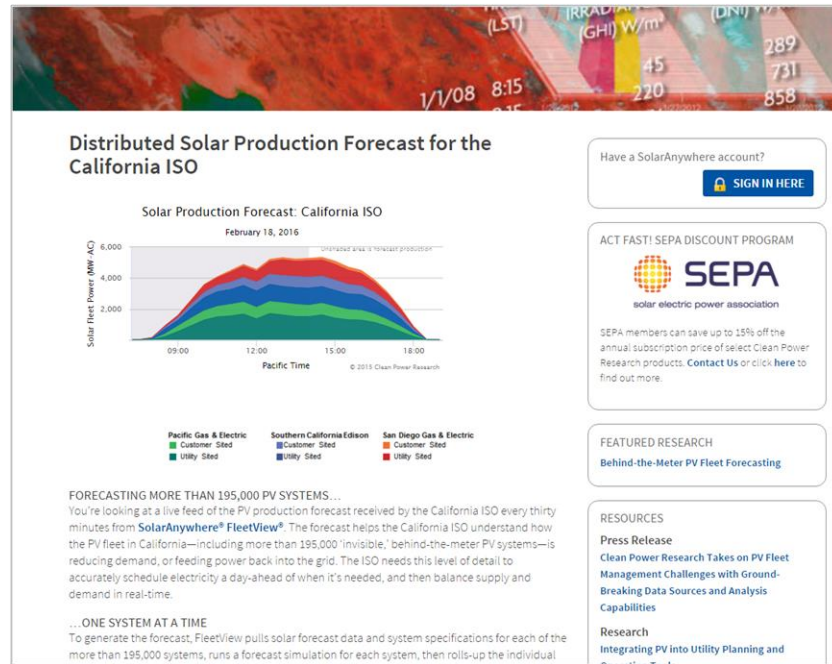 (LST)
IRRADIANCE
(GHI) W/m²
(DNI) W/m²
1/1/08 8:15
45
220
289
731
858
Distributed Solar Production Forecast for the
California ISO
Solar Production Forecast: California ISO
February 18, 2016
Unshaded area is forecast production
Solar Fleet Power (MW-AC)
6,000
4,000
2,000
09:00
12:00
15:00
18:00
Pacific Time
© 2015 Clean Power Research
Pacific Gas & Electric
Customer Sited
Utility Sited
Southern California Edison
Customer Sited
Utility Sited
San Diego Gas & Electric
Customer Sited
Utility Sited
FORECASTING MORE THAN 195,000 PV SYSTEMS…
You're looking at a live feed of the PV production forecast received by the California ISO every thirty
minutes from SolarAnywhere® FleetView®. The forecast helps the California ISO understand how
the PV fleet in California—including more than 195,000 'invisible,' behind-the-meter PV systems—is
reducing demand, or feeding power back into the grid. The ISO needs this level of detail to
accurately schedule electricity a day-ahead of when it's needed, and then balance supply and
demand in real-time.
…ONE SYSTEM AT A TIME
To generate the forecast, FleetView pulls solar forecast data and system specifications for each of the
more than 195,000 systems, runs a forecast simulation for each system, then rolls-up the individual
Have a SolarAnywhere account?
SIGN IN HERE
ACT FAST! SEPA DISCOUNT PROGRAM
SEPA
solar electric power association
SEPA members can save up to 15% off the
annual subscription price of select Clean Power
Research products. Contact Us or click here to
find out more.
FEATURED RESEARCH
Behind-the-Meter PV Fleet Forecasting
RESOURCES
Press Release
Clean Power Research Takes on PV Fleet
Management Challenges with Ground-
Breaking Data Sources and Analysis
Capabilities
Research
Integrating PV into Utility Planning and